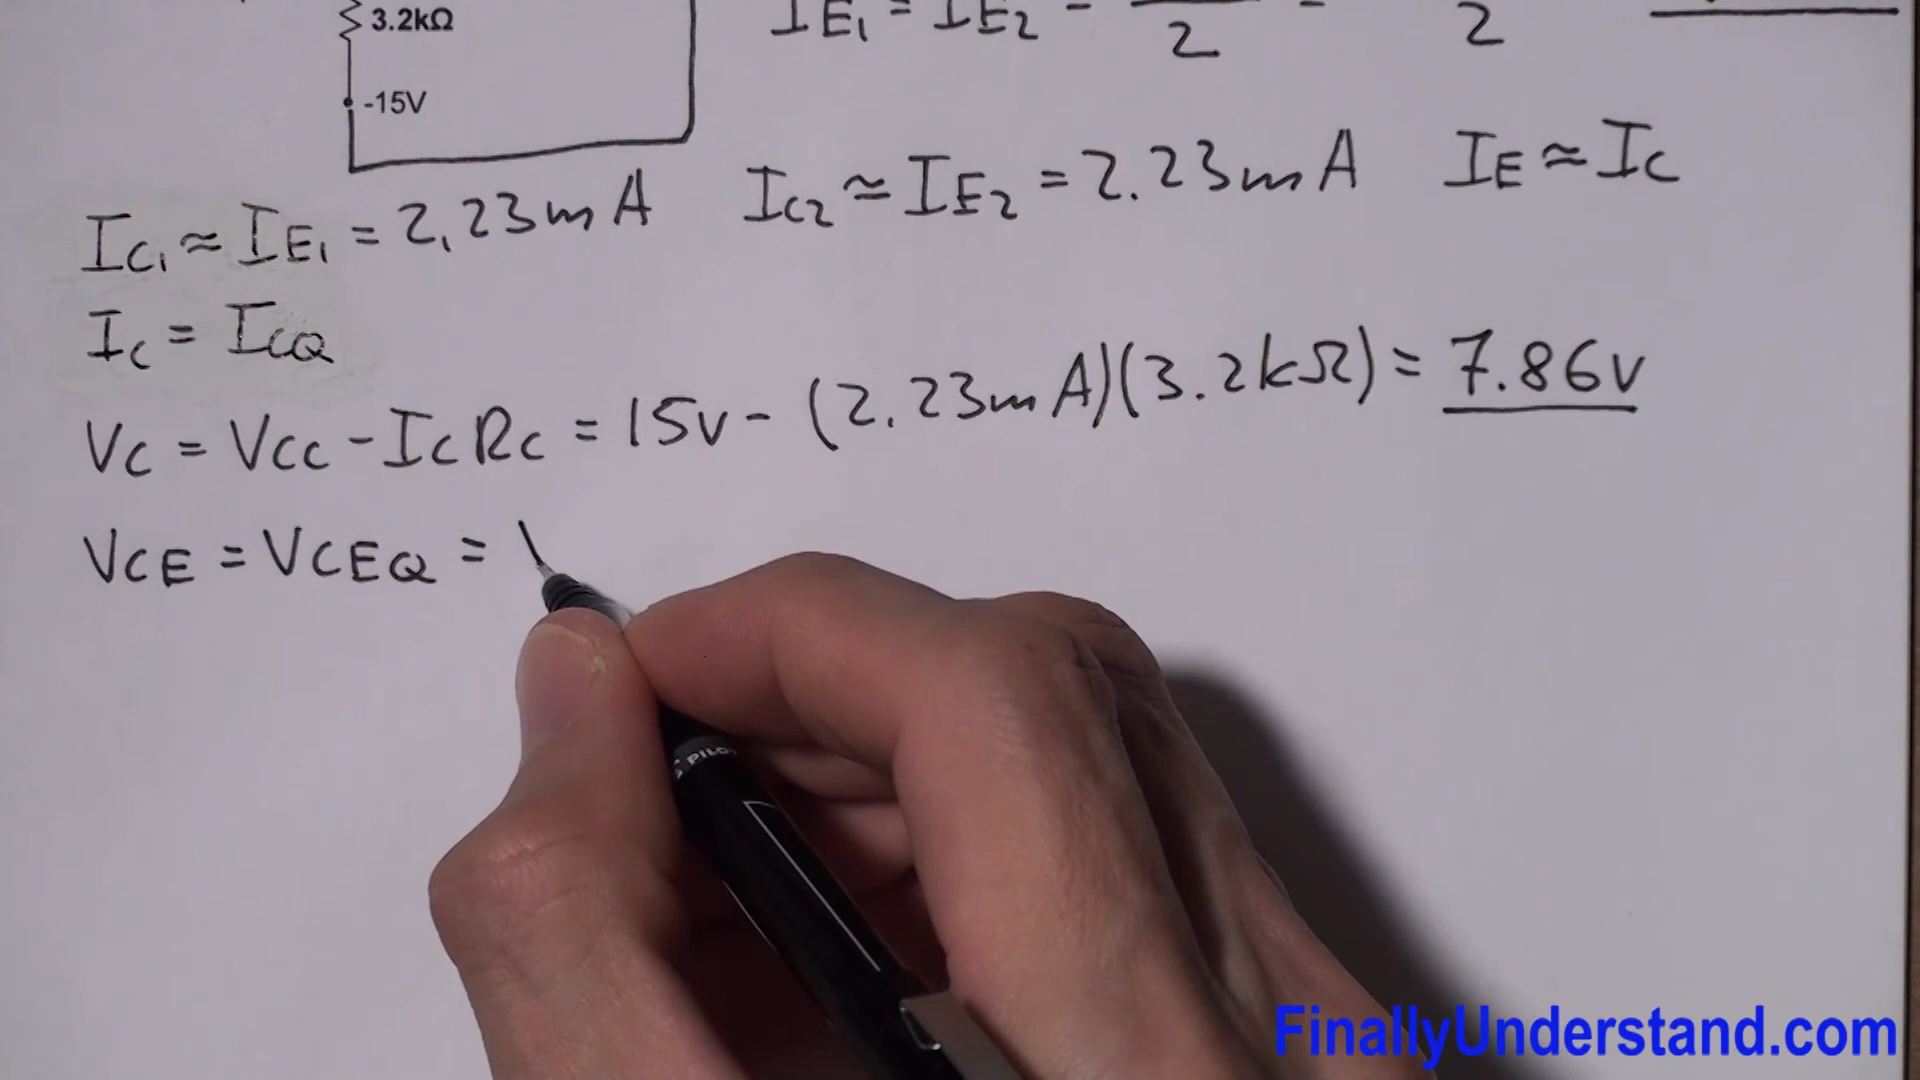 3.2kΩ
IE1 = IE2
2
2
-15V
IC1 ≈ IE1 = 2.23mA
IC2 ≈ IE2 = 2.23mA
IE ≈ IC
IC = ICQ
VC = VCC - ICRC = 15v - (2.23mA)(3.2kΩ) = 7.86v
VCE = VCEQ =
PILOT
FinallyUnderstand.com